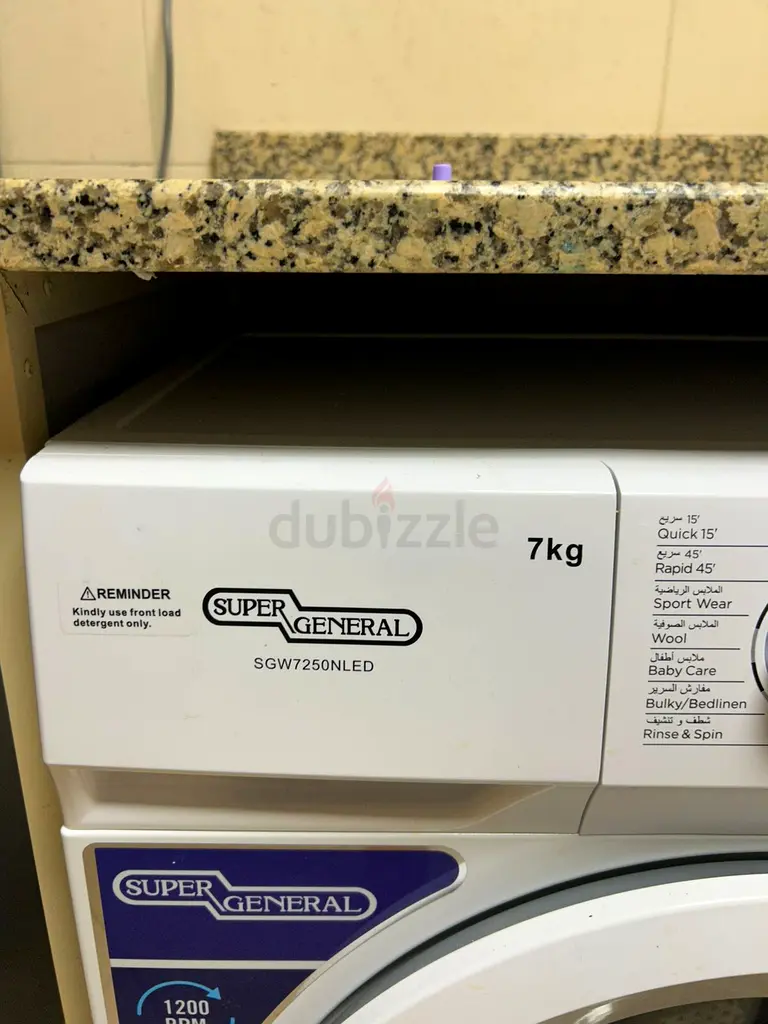 dubizzle
7kg
⚠REMINDER
Kindly use front load
detergent only.
SUPER
GENERAL
SGW7250NLED
سريع 15'
Quick 15'
سريع 45'
Rapid 45'
الملابس الرياضية
Sport Wear
الملابس الصوفية
Wool
ملابس أطفال
Baby Care
مفارش السرير
Bulky/Bedlinen
شطف و تنشيف
Rinse & Spin
SUPER
GENERAL
1200
RPM